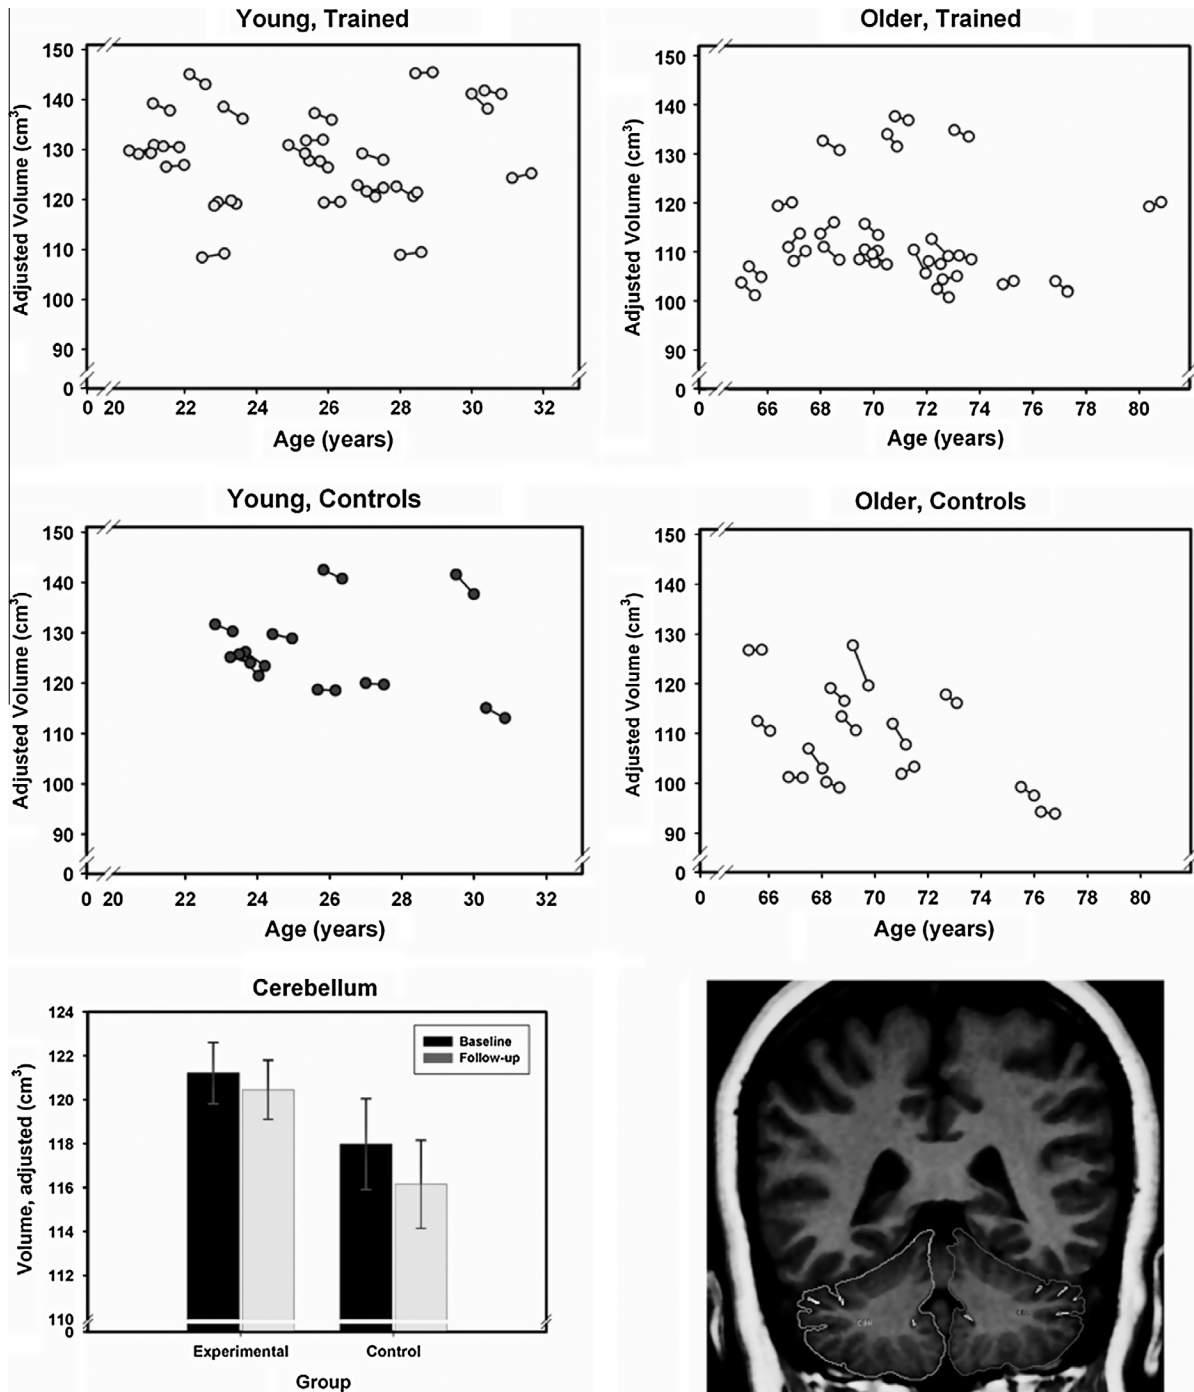 Young, Trained
150
140
130
120
110
100
90
0
Adjusted Volume (cm3)
0 20 22 24 26 28 30 32
Age (years)
Older, Trained
150
140
130
120
110
100
90
0
Adjusted Volume (cm3)
0 66 68 70 72 74 76 78 80
Age (years)
Young, Controls
150
140
130
120
110
100
90
0
Adjusted Volume (cm3)
0 20 22 24 26 28 30 32
Age (years)
Older, Controls
150
140
130
120
110
100
90
0
Adjusted Volume (cm3)
0 66 68 70 72 74 76 78 80
Age (years)
Cerebellum
124
122
120
118
116
114
112
110
0
Volume, adjusted (cm3)
Baseline
Follow-up
Experimental Control
Group